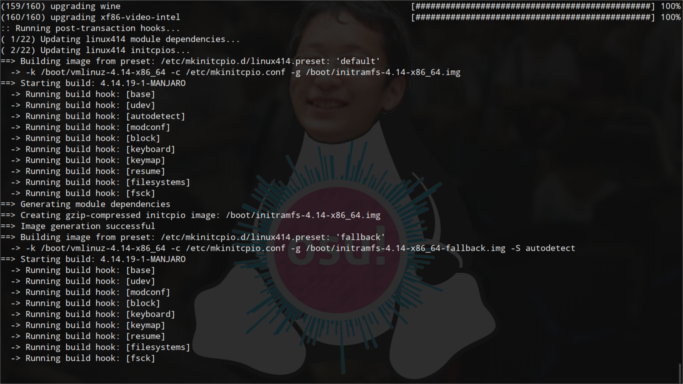 (159/160) upgrading wine [##########################################] 100%
(160/160) upgrading xf86-video-intel [##########################################] 100%
:: Running post-transaction hooks...
( 1/22) Updating linux414 module dependencies...
( 2/22) Updating linux414 initcpios...
==> Building image from preset: /etc/mkinitcpio.d/linux414.preset: 'default'
-> -k /boot/vmlinuz-4.14-x86_64 -c /etc/mkinitcpio.conf -g /boot/initramfs-4.14-x86_64.img
==> Starting build: 4.14.19-1-MANJARO
-> Running build hook: [base]
-> Running build hook: [udev]
-> Running build hook: [autodetect]
-> Running build hook: [modconf]
-> Running build hook: [block]
-> Running build hook: [keyboard]
-> Running build hook: [keymap]
-> Running build hook: [resume]
-> Running build hook: [filesystems]
-> Running build hook: [fsck]
==> Generating module dependencies
==> Creating gzip-compressed initcpio image: /boot/initramfs-4.14-x86_64.img
==> Image generation successful
==> Building image from preset: /etc/mkinitcpio.d/linux414.preset: 'fallback'
-> -k /boot/vmlinuz-4.14-x86_64 -c /etc/mkinitcpio.conf -g /boot/initramfs-4.14-x86_64-fallback.img -S autodetect
==> Starting build: 4.14.19-1-MANJARO
-> Running build hook: [base]
-> Running build hook: [udev]
-> Running build hook: [modconf]
-> Running build hook: [block]
-> Running build hook: [keyboard]
-> Running build hook: [keymap]
-> Running build hook: [resume]
-> Running build hook: [filesystems]
-> Running build hook: [fsck]
osu!